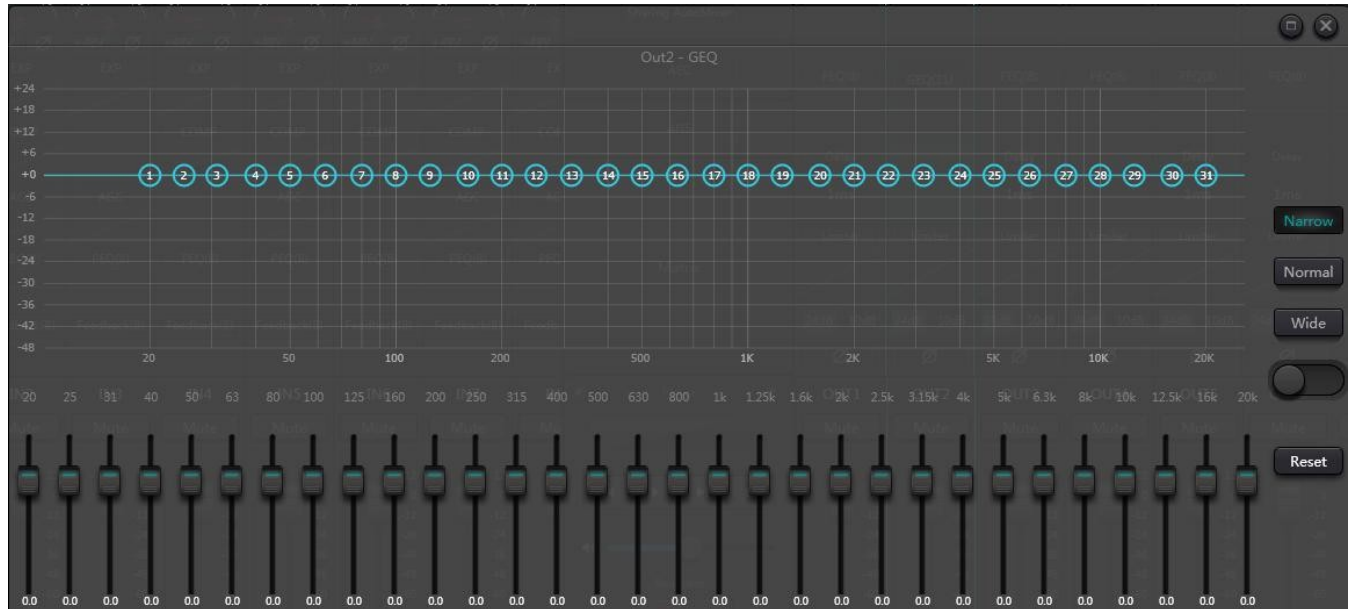 Out2 - GEQ
+24
+18
+12
+6
+0
-6
-12
-18
-24
-30
-36
-42
-48
1 2 3 4 5 6 7 8 9 10 11 12 13 14 15 16 17 18 19 20 21 22 23 24 25 26 27 28 29 30 31
Narrow
Normal
Wide
20 50 100 200 500 1K 2K 5K 10K 20K
20 25 31 40 50 63 80 100 125 160 200 250 315 400 500 630 800 1k 1.25k 1.6k 2k 2.5k 3.15k 4k 5k 6.3k 8k 10k 12.5k 16k 20k
Reset
0.0 0.0 0.0 0.0 0.0 0.0 0.0 0.0 0.0 0.0 0.0 0.0 0.0 0.0 0.0 0.0 0.0 0.0 0.0 0.0 0.0 0.0 0.0 0.0 0.0 0.0 0.0 0.0 0.0 0.0 0.0